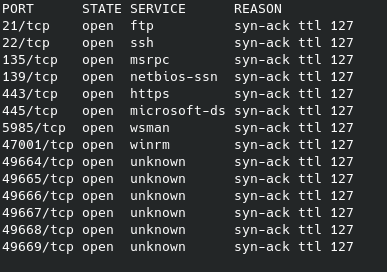 PORT STATE SERVICE REASON
21/tcp open ftp syn-ack ttl 127
22/tcp open ssh syn-ack ttl 127
135/tcp open msrpc syn-ack ttl 127
139/tcp open netbios-ssn syn-ack ttl 127
443/tcp open https syn-ack ttl 127
445/tcp open microsoft-ds syn-ack ttl 127
5985/tcp open wsman syn-ack ttl 127
47001/tcp open winrm syn-ack ttl 127
49664/tcp open unknown syn-ack ttl 127
49665/tcp open unknown syn-ack ttl 127
49666/tcp open unknown syn-ack ttl 127
49667/tcp open unknown syn-ack ttl 127
49668/tcp open unknown syn-ack ttl 127
49669/tcp open unknown syn-ack ttl 127